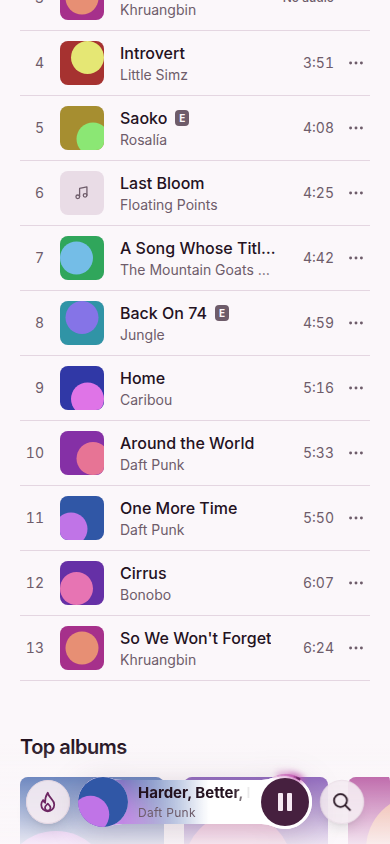 Khruangbin
4
Introvert
3:51
Little Simz
5
Saoko E
4:08
Rosalía
6
Last Bloom
4:25
Floating Points
7
A Song Whose Titl...
4:42
The Mountain Goats ...
8
Back On 74 E
4:59
Jungle
9
Home
5:16
Caribou
10
Around the World
5:33
Daft Punk
11
One More Time
5:50
Daft Punk
12
Cirrus
6:07
Bonobo
13
So We Won't Forget
6:24
Khruangbin
Top albums
Harder, Better,
Daft Punk